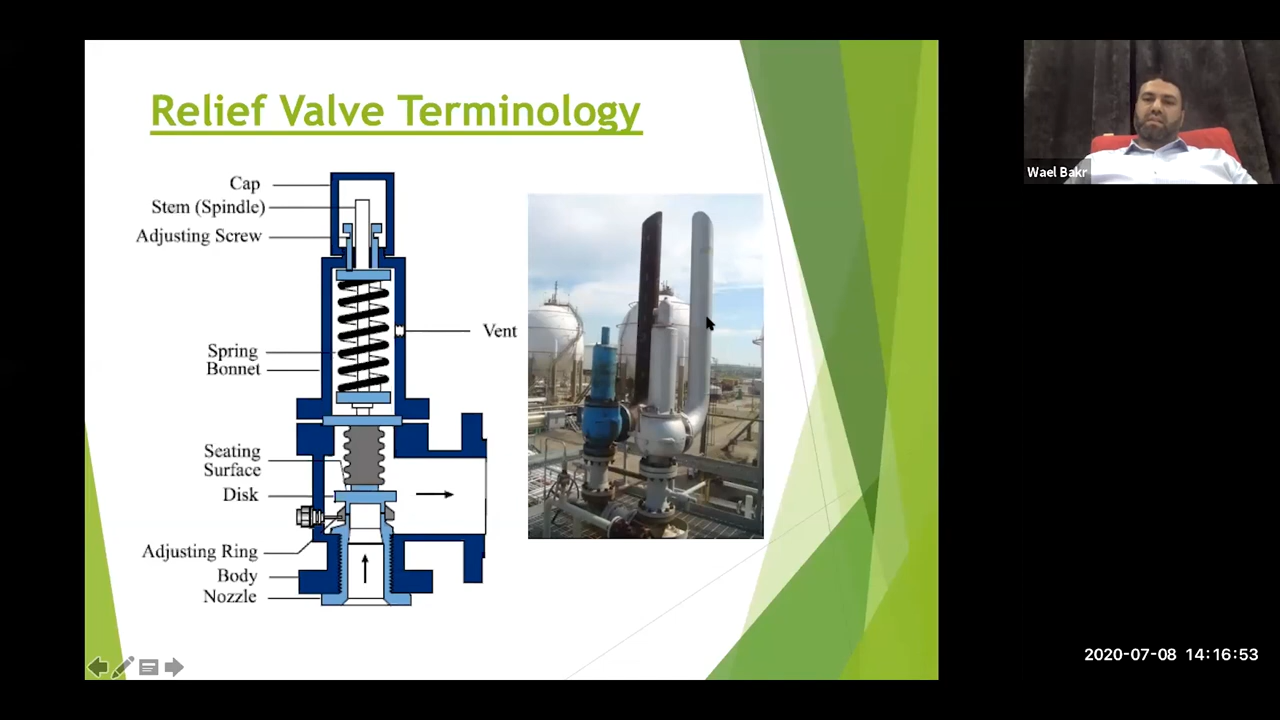 Relief Valve Terminology
Cap
Stem (Spindle)
Adjusting Screw
Vent
Spring
Bonnet
Seating
Surface
Disk
Adjusting Ring
Body
Nozzle
Wael Bakr
2020-07-08 14:16:53